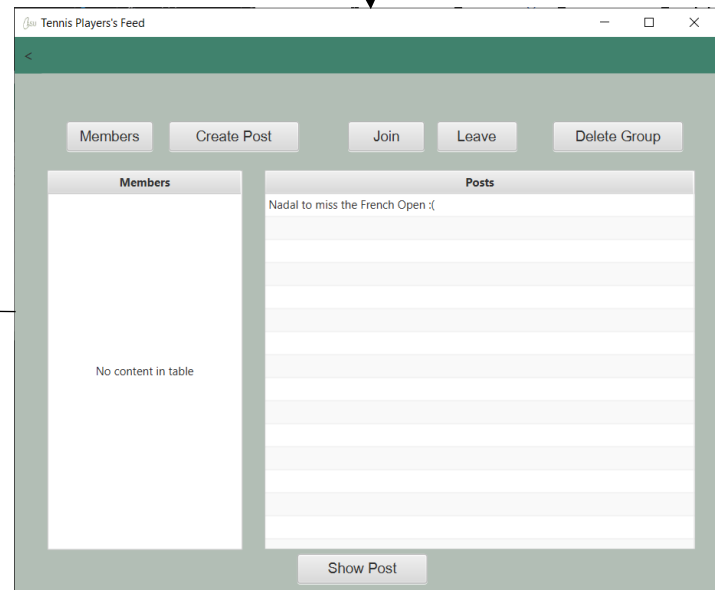 Tennis Players's Feed
<
Members Create Post Join Leave Delete Group
Members Posts
Nadal to miss the French Open :(
No content in table
Show Post